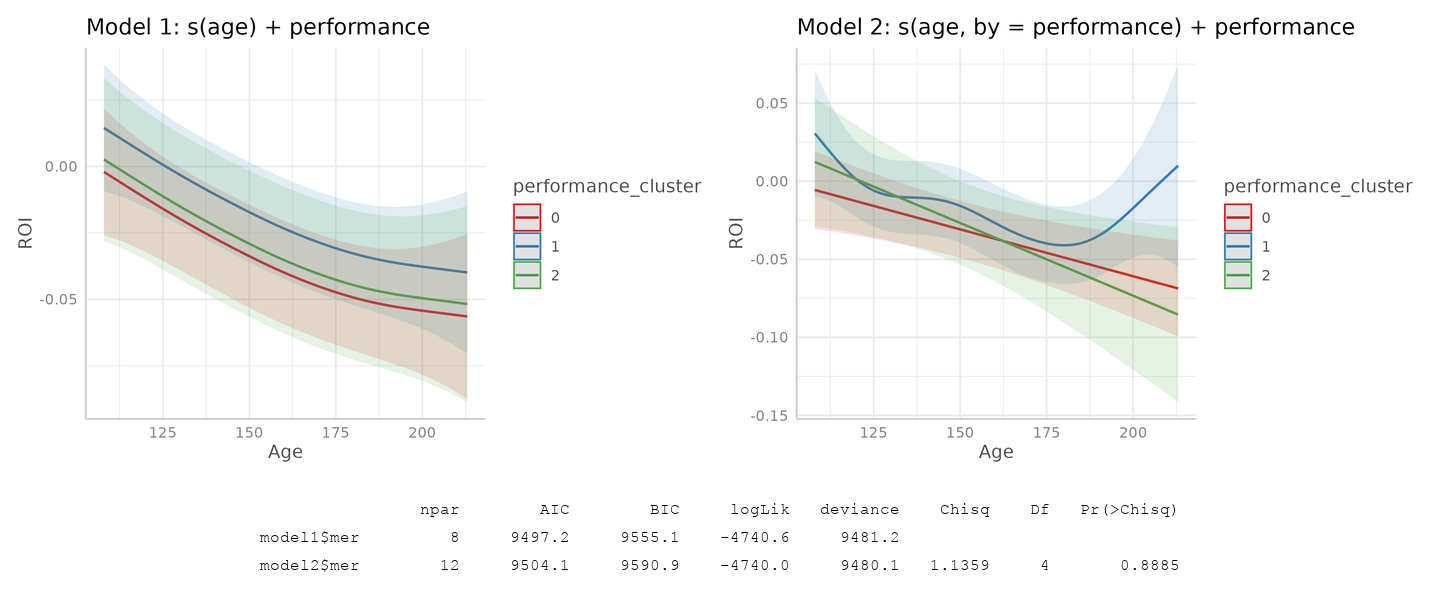 Model 1: s(age) + performance
0.00
-0.05
125 150 175 200
Age
ROI
performance_cluster
0
1
2
Model 2: s(age, by = performance) + performance
0.05
0.00
-0.05
-0.10
-0.15
125 150 175 200
Age
ROI
performance_cluster
0
1
2
npar AIC BIC logLik deviance Chisq Df Pr(>Chisq)
model1$mer 8 9497.2 9555.1 -4740.6 9481.2
model2$mer 12 9504.1 9590.9 -4740.0 9480.1 1.1359 4 0.8885